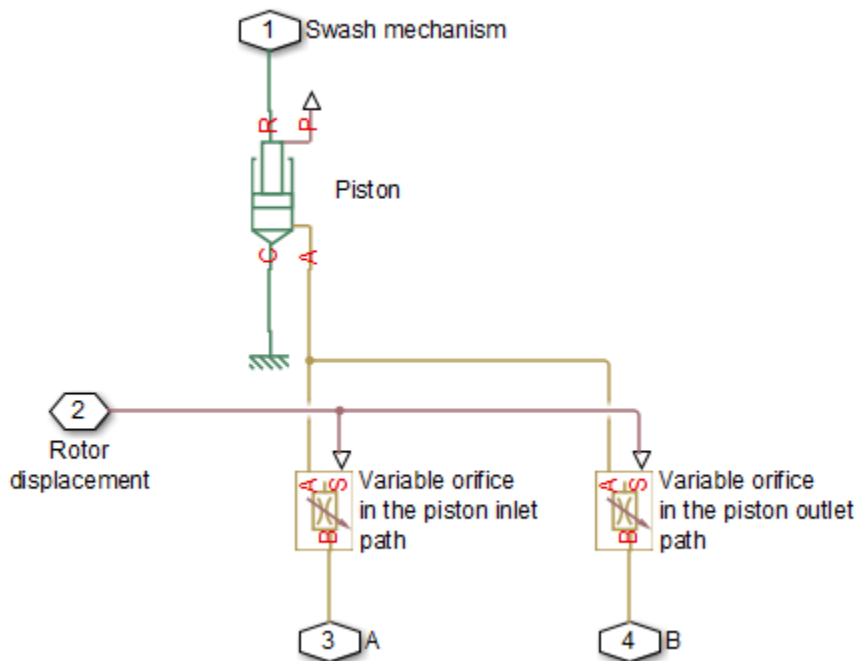 1 Swash mechanism
R P
Piston
C A
2
Rotor
displacement
A S Variable orifice
in the piston inlet
B path
A S Variable orifice
in the piston outlet
B path
3 A
4 B